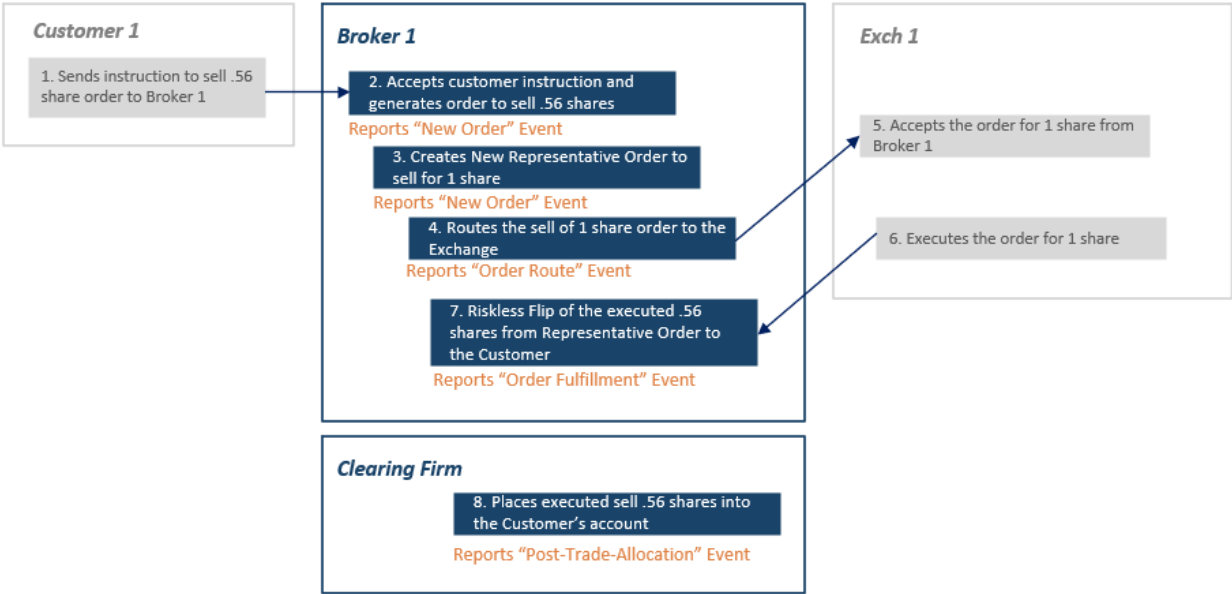 Customer 1
1. Sends instruction to sell .56
share order to Broker 1
Broker 1
2. Accepts customer instruction and
generates order to sell .56 shares
Reports “New Order” Event
3. Creates New Representative Order to
sell for 1 share
Reports “New Order” Event
4. Routes the sell of 1 share order to the
Exchange
Reports “Order Route” Event
7. Riskless Flip of the executed .56
shares from Representative Order to
the Customer
Reports “Order Fulfillment” Event
Exch 1
5. Accepts the order for 1 share from
Broker 1
6. Executes the order for 1 share
Clearing Firm
8. Places executed sell .56 shares into
the Customer’s account
Reports “Post-Trade-Allocation” Event